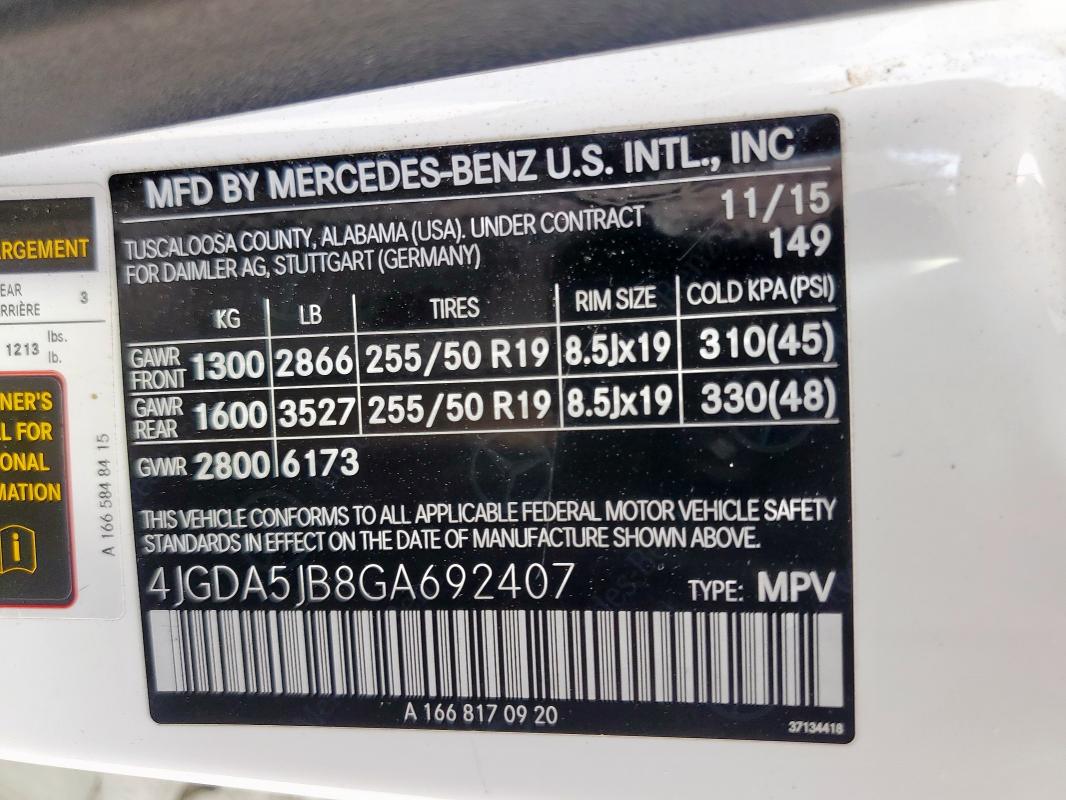 MFD BY MERCEDES-BENZ U.S. INTL., INC
TUSCALOOSA COUNTY, ALABAMA (USA). UNDER CONTRACT 11/15
FOR DAIMLER AG, STUTTGART (GERMANY) 149
KG LB TIRES RIM SIZE COLD KPA (PSI)
GAWR FRONT 1300 2866 255/50 R19 8.5Jx19 310(45)
GAWR REAR 1600 3527 255/50 R19 8.5Jx19 330(48)
GVWR 2800 6173
THIS VEHICLE CONFORMS TO ALL APPLICABLE FEDERAL MOTOR VEHICLE SAFETY
STANDARDS IN EFFECT ON THE DATE OF MANUFACTURE SHOWN ABOVE.
4JGDA5JB8GA692407 TYPE: MPV
A 166 817 09 20
37134418
RGEMENT
EAR 3
RRIÈRE
1213 lbs.
lb.
NER'S
L FOR
ONAL
MATION
i
A 166 584 84 15